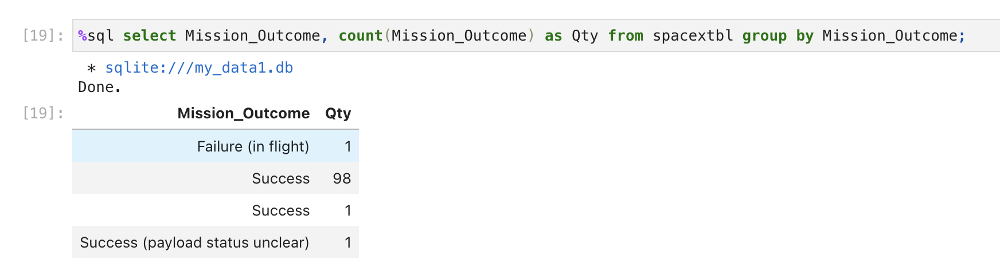 [19]: %sql select Mission_Outcome, count(Mission_Outcome) as Qty from spacextbl group by Mission_Outcome;
* sqlite:///my_data1.db
Done.
[19]: Mission_Outcome Qty
Failure (in flight) 1
Success 98
Success 1
Success (payload status unclear) 1